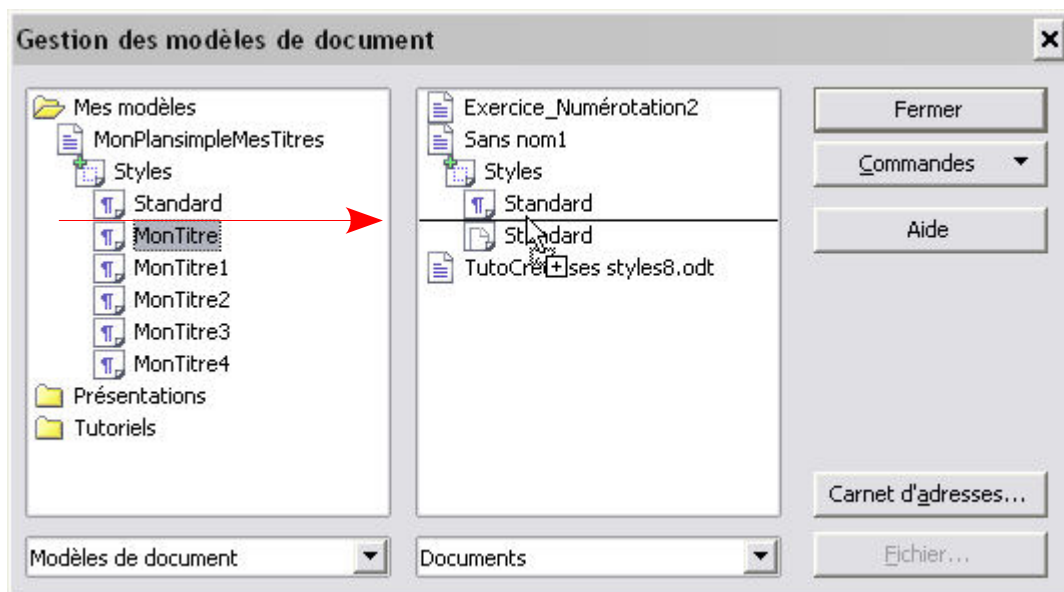 Gestion des modèles de document
Mes modèles
MonPlansimpleMesTitres
Styles
Standard
MonTitre
MonTitre1
MonTitre2
MonTitre3
MonTitre4
Présentations
Tutoriels
Modèles de document
Exercice_Numérotation2
Sans nom1
Styles
Standard
Standard
ses styles8.odt
Documents
Fermer
Commandes
Aide
Carnet d'adresses...
Fichier...